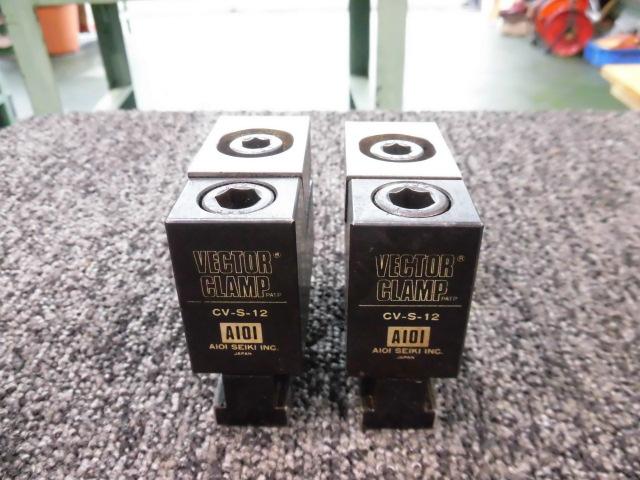 VECTOR®
CLAMP PAT.P
CV-S-12
AIOI
AIOI SEIKI INC.
JAPAN
VECTOR®
CLAMP PAT.P
CV-S-12
AIOI
AIOI SEIKI INC.
JAPAN